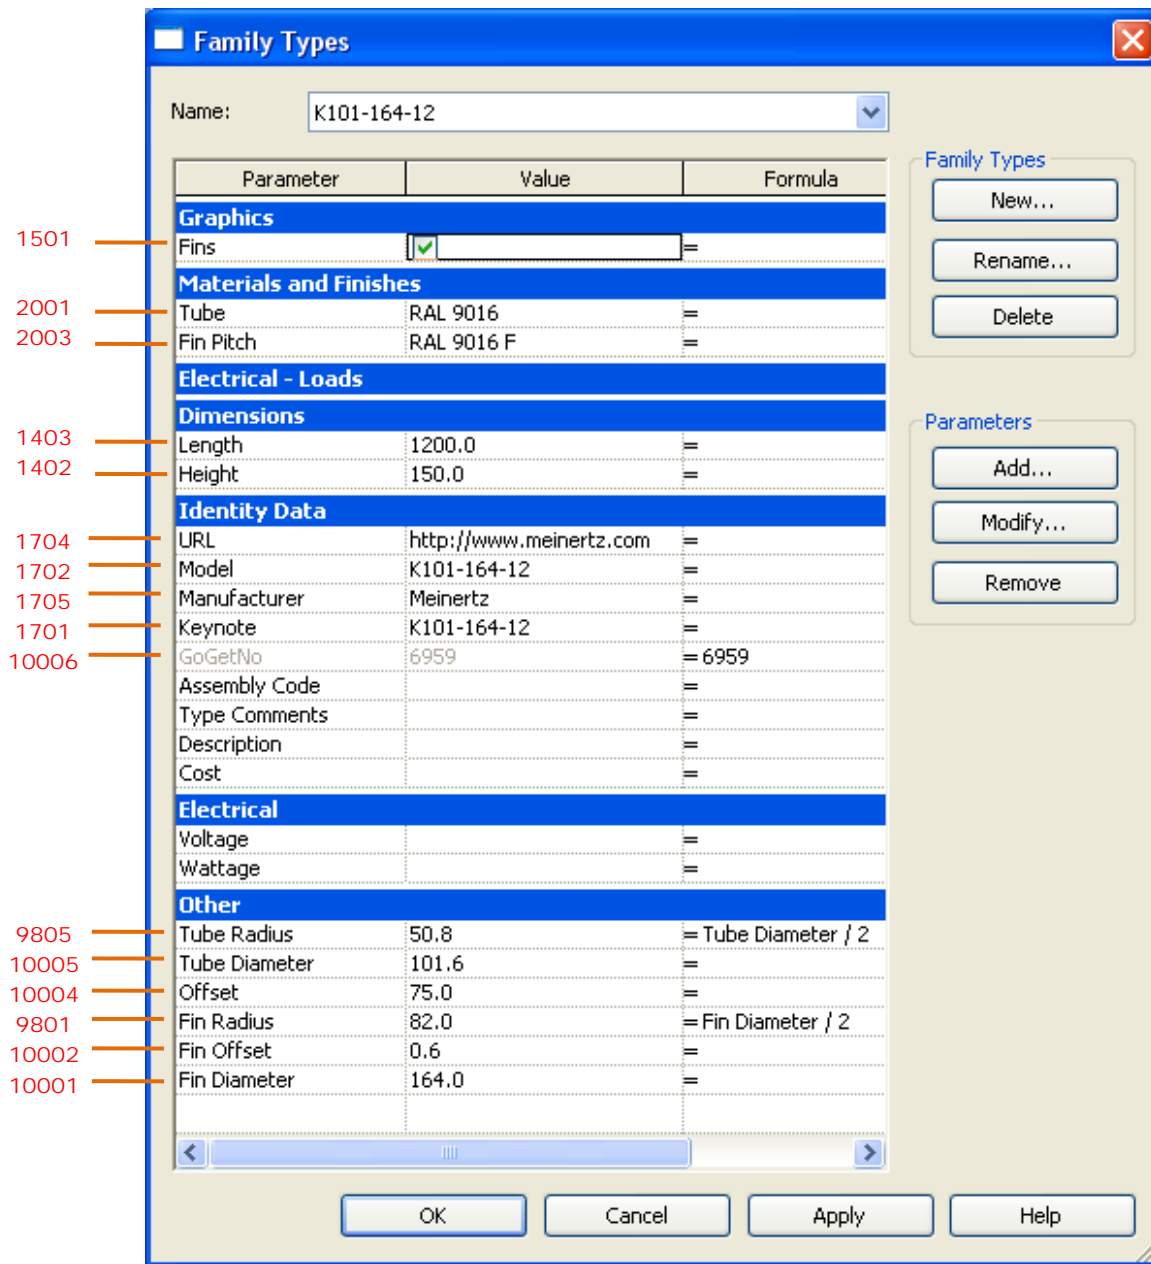 Family Types
Name: K101-164-12
Parameter Value Formula
Graphics
1501 Fins =
Materials and Finishes
2001 Tube RAL 9016 =
2003 Fin Pitch RAL 9016 F =
Electrical - Loads
Dimensions
1403 Length 1200.0 =
1402 Height 150.0 =
Identity Data
1704 URL http://www.meinertz.com =
1702 Model K101-164-12 =
1705 Manufacturer Meinertz =
1701 Keynote K101-164-12 =
10006 GoGetNo 6959 = 6959
Assembly Code =
Type Comments =
Description =
Cost =
Electrical
Voltage =
Wattage =
Other
9805 Tube Radius 50.8 = Tube Diameter / 2
10005 Tube Diameter 101.6 =
10004 Offset 75.0 =
9801 Fin Radius 82.0 = Fin Diameter / 2
10002 Fin Offset 0.6 =
10001 Fin Diameter 164.0 =
Family Types
New...
Rename...
Delete
Parameters
Add...
Modify...
Remove
OK Cancel Apply Help